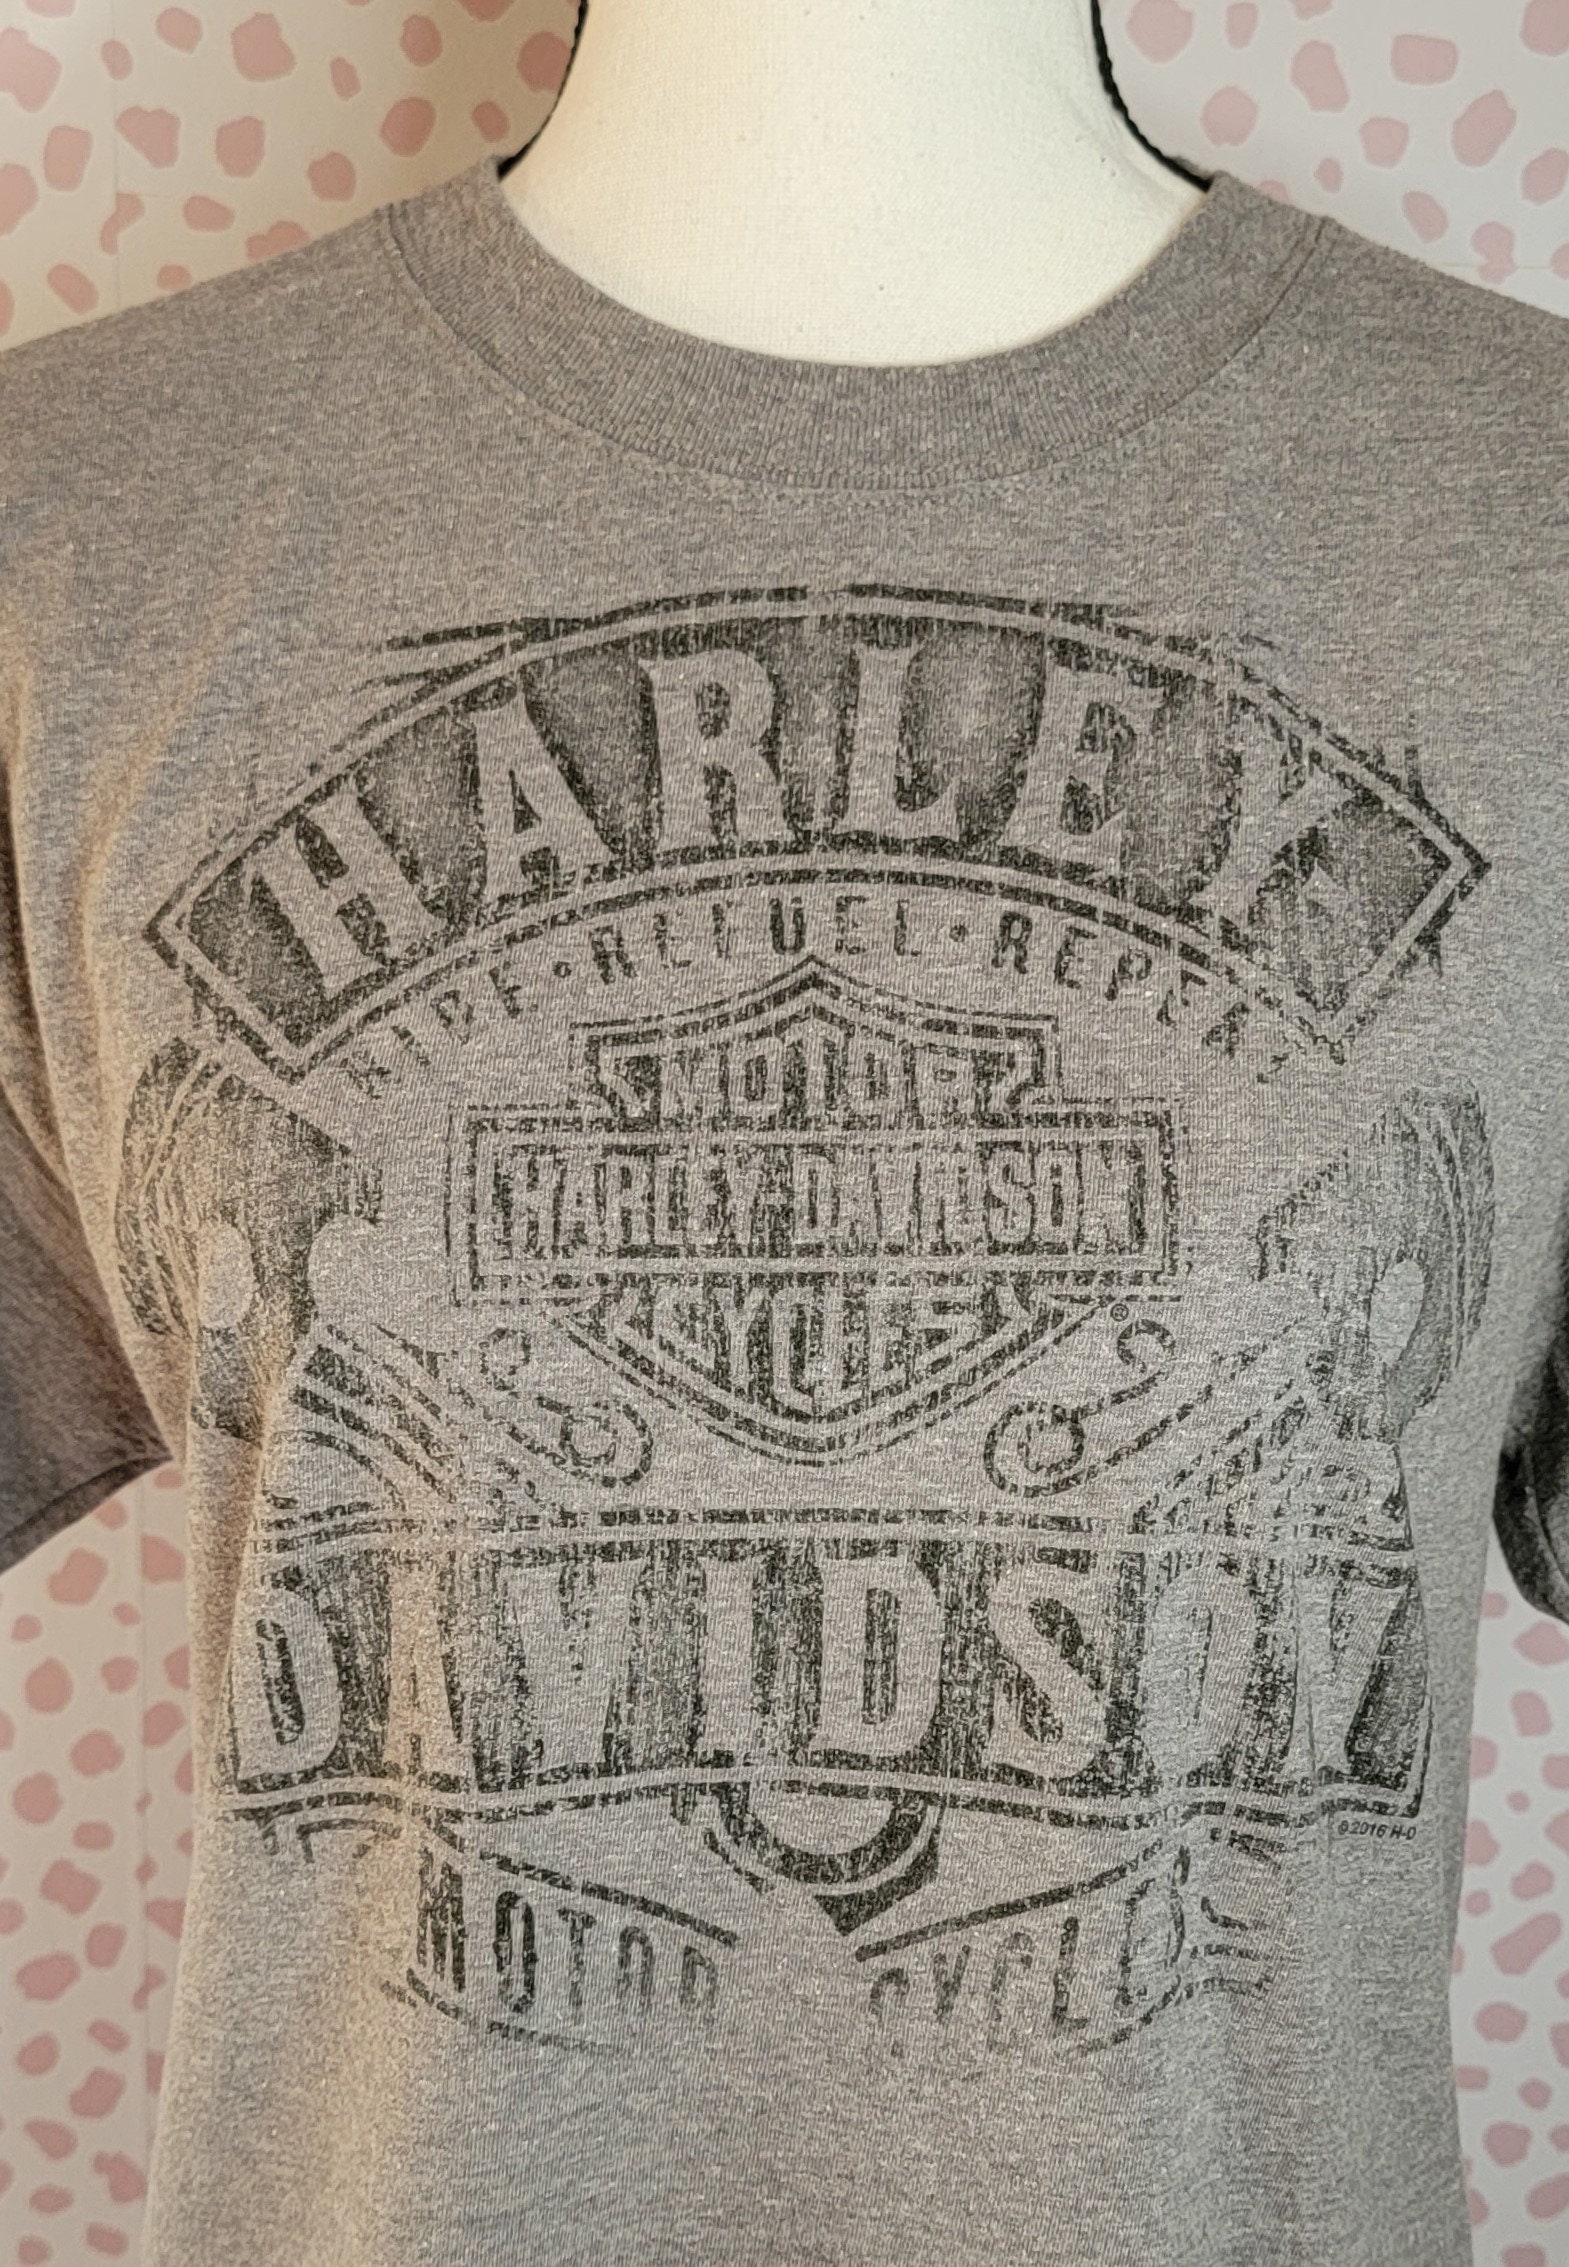 HARLEY
RIDE • REFUEL • REPEAT
MOTOR
HARLEY-DAVIDSON
CYCLES
®
DAVIDSON
©2016 H-D
MOTOR CYCLES